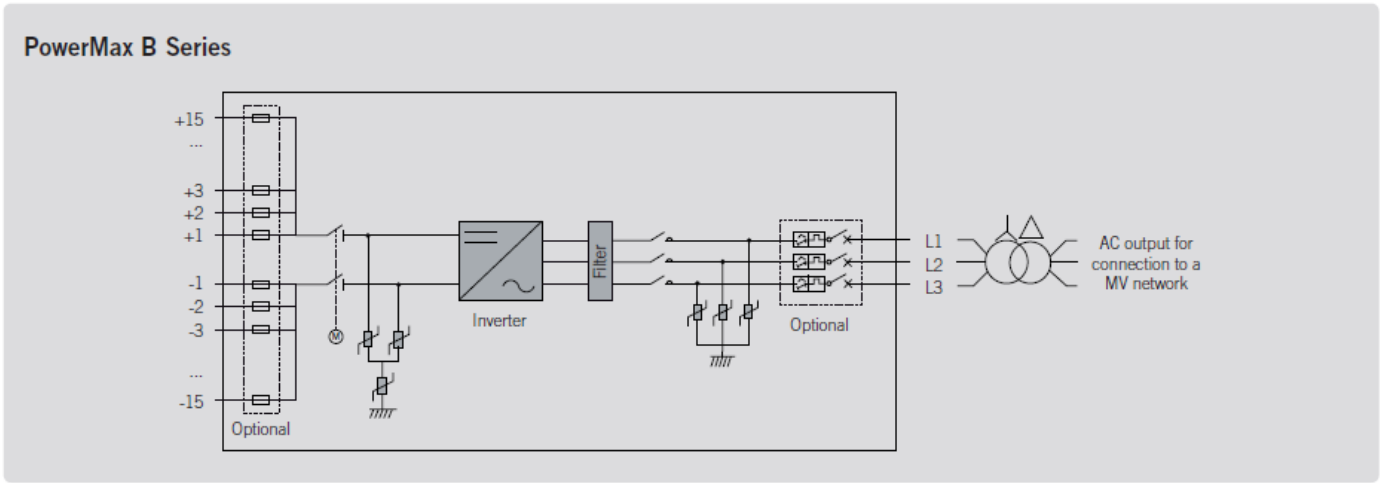 PowerMax B Series
+15
...
+3
+2
+1
-1
-2
-3
...
-15
Optional
M
Inverter
Filter
Optional
L1
L2
L3
AC output for
connection to a
MV network